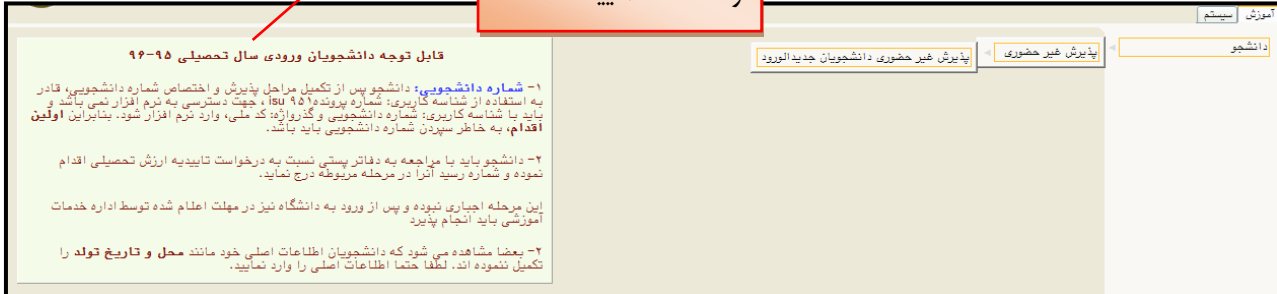 آموزش سیستم
دانشجو
پذیرش غیر حضوری
پذیرش غیر حضوری دانشجویان جدیدالورود
قابل توجه دانشجویان ورودی سال تحصیلی ۹۵-۹۶
۱- شماره دانشجویی: دانشجو پس از تکمیل مراحل پذیرش و اختصاص شماره دانشجویی، قادر
به استفاده از شناسه کاربری: شماره پرونده۹۵۱ isu ، جهت دسترسی به نرم افزار نمی باشد و
باید با شناسه کاربری: شماره دانشجویی و گذرواژه: کد ملی، وارد نرم افزار شود. بنابراین اولین
اقدام، به خاطر سپردن شماره دانشجویی باید باشد.
۲- دانشجو باید با مراجعه به دفاتر پستی نسبت به درخواست تاییدیه ارزش تحصیلی اقدام
نموده و شماره رسید آنرا در مرحله مربوطه درج نماید.
این مرحله اجباری نبوده و پس از ورود به دانشگاه نیز در مهلت اعلام شده توسط اداره خدمات
آموزشی باید انجام پذیرد
۲- بعضا مشاهده می شود که دانشجویان اطلاعات اصلی خود مانند محل و تاریخ تولد را
تکمیل ننموده اند. لطفا حتما اطلاعات اصلی را وارد نمایید.